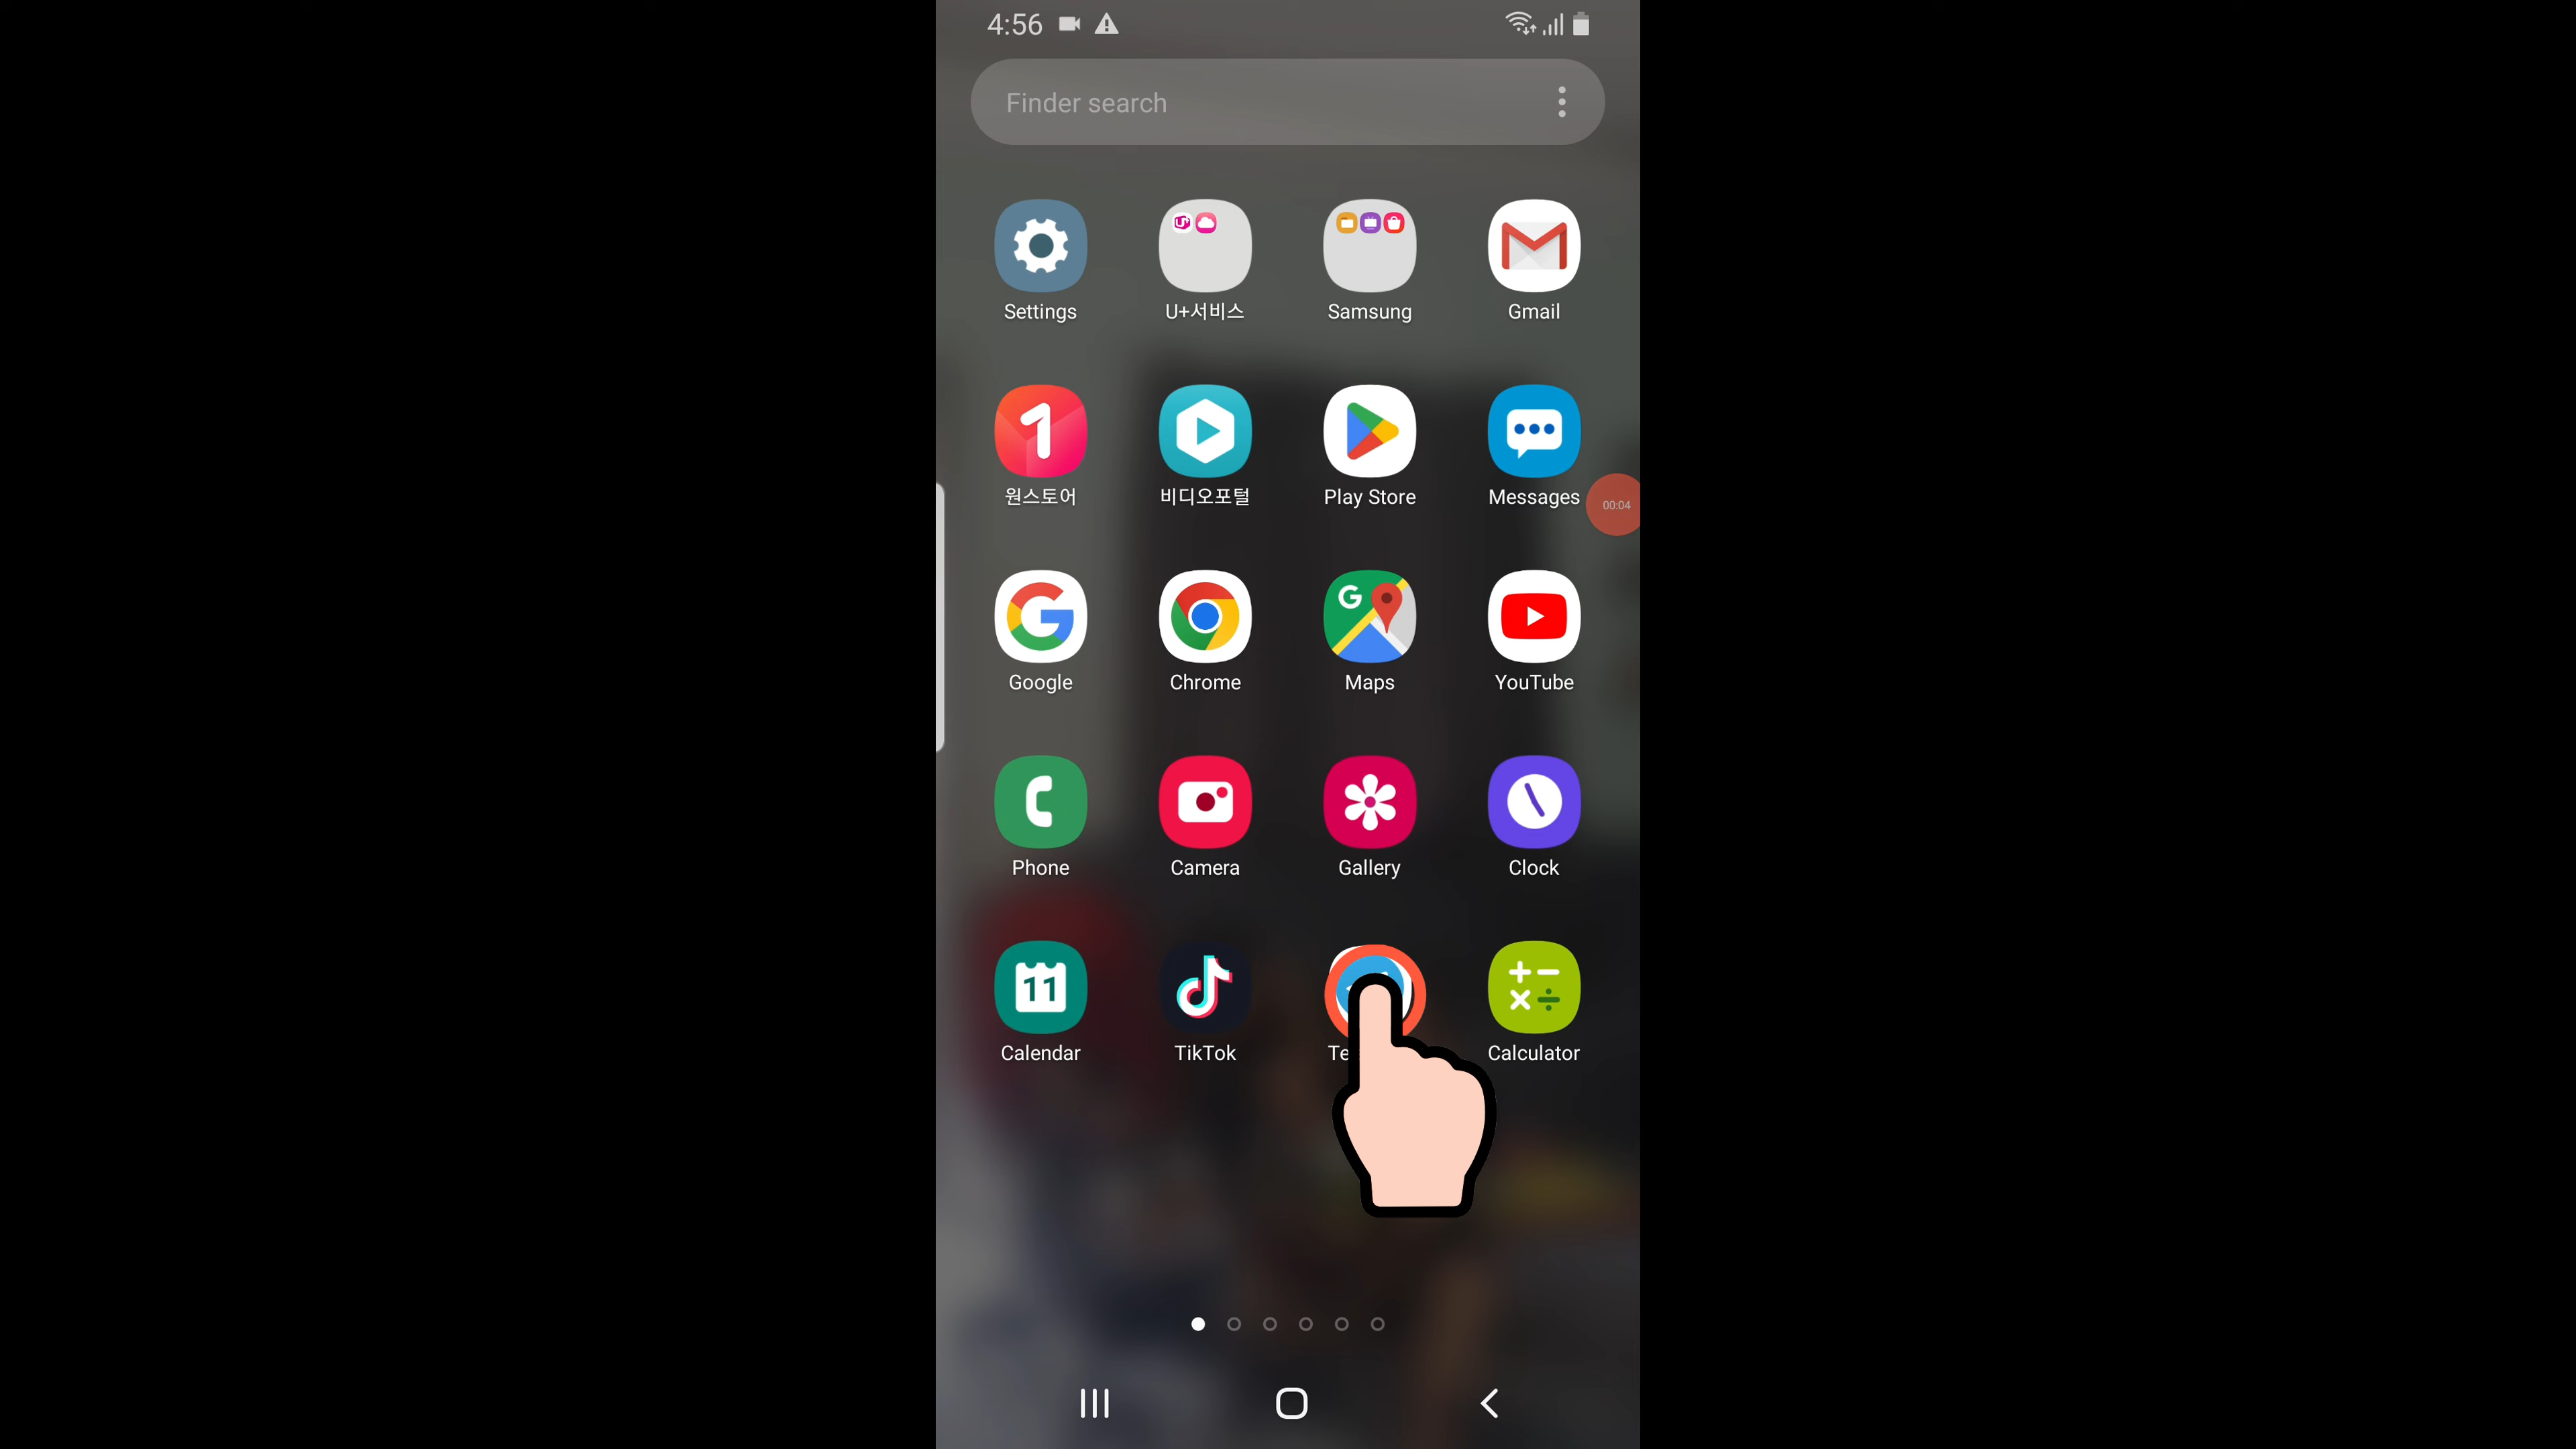 4:56
Finder search
Settings
U+서비스
Samsung
Gmail
원스토어
비디오포털
Play Store
Messages
00:04
Google
Chrome
Maps
YouTube
Phone
Camera
Gallery
Clock
11
Calendar
TikTok
Calculator